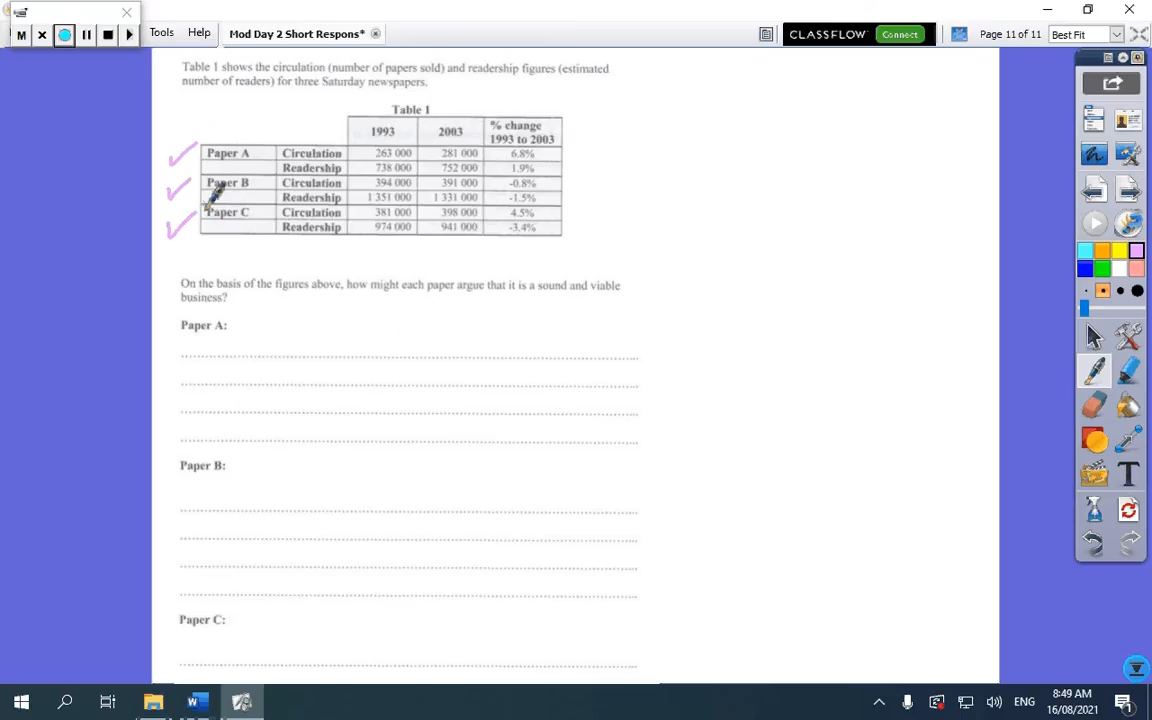 M
Tools
Help
Mod Day 2 Short Respons*
CLASSFLOW
Connect
Page 11 of 11
Best Fit
Table 1 shows the circulation (number of papers sold) and readership figures (estimated
number of readers) for three Saturday newspapers.
Table 1
1993 2003 % change 1993 to 2003
Paper A Circulation 263 000 281 000 6.8%
Readership 738 000 752 000 1.9%
Paper B Circulation 394 000 391 000 -0.8%
Readership 1 351 000 1 331 000 -1.5%
Paper C Circulation 381 000 398 000 4.5%
Readership 974 000 941 000 -3.4%
On the basis of the figures above, how might each paper argue that it is a sound and viable
business?
Paper A:
Paper B:
Paper C:
T
W
ENG
8:49 AM
16/08/2021
1